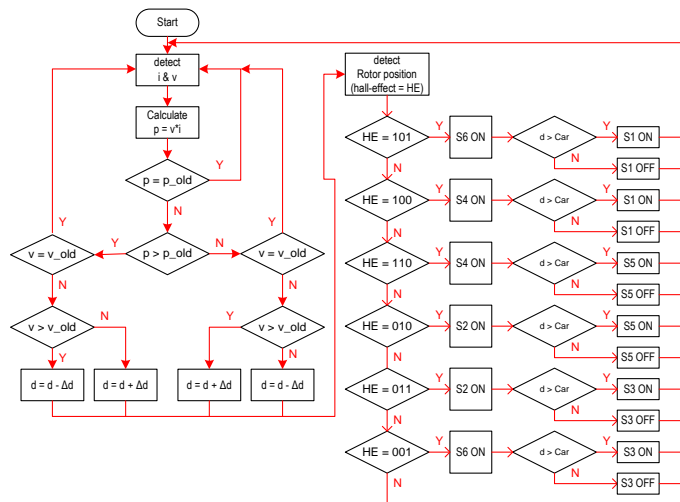 Start
detect
i & v
Calculate
p = v*i
p = p_old
Y
N
p > p_old
Y
N
v = v_old
Y
N
v = v_old
Y
N
v > v_old
N
Y
v > v_old
Y
N
d = d - Δd
d = d + Δd
d = d + Δd
d = d - Δd
detect
Rotor position
(hall-effect = HE)
HE = 101
Y
S6 ON
d > Car
Y
S1 ON
N
S1 OFF
N
HE = 100
Y
S4 ON
d > Car
Y
S1 ON
N
S1 OFF
N
HE = 110
Y
S4 ON
d > Car
Y
S5 ON
N
S5 OFF
N
HE = 010
Y
S2 ON
d > Car
Y
S5 ON
N
S5 OFF
N
HE = 011
Y
S2 ON
d > Car
Y
S3 ON
N
S3 OFF
N
HE = 001
Y
S6 ON
d > Car
Y
S3 ON
N
S3 OFF
N